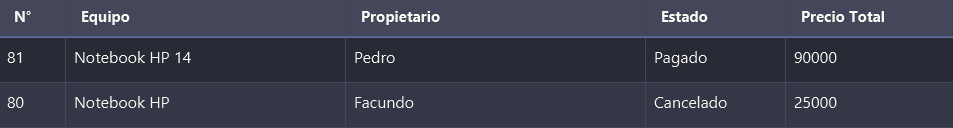 N° Equipo Propietario Estado Precio Total
81 Notebook HP 14 Pedro Pagado 90000
80 Notebook HP Facundo Cancelado 25000